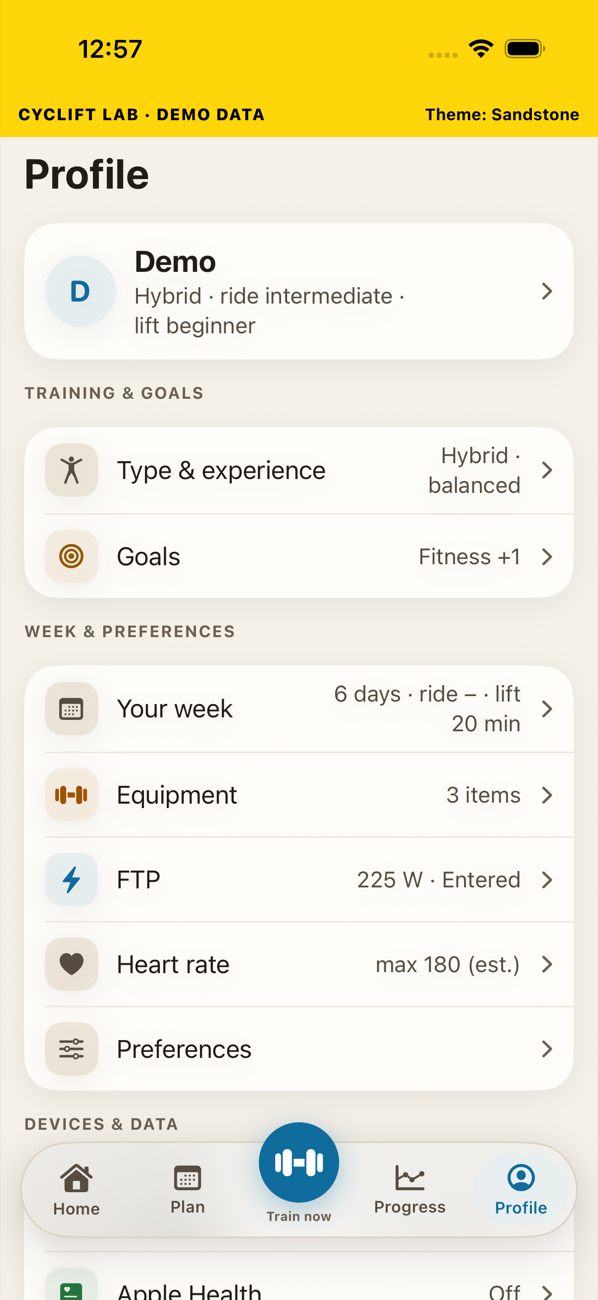 12:57
CYCLIFT LAB · DEMO DATA
Theme: Sandstone
Profile
D
Demo
Hybrid · ride intermediate ·
lift beginner
TRAINING & GOALS
Type & experience
Hybrid ·
balanced
Goals
Fitness +1
WEEK & PREFERENCES
Your week
6 days · ride – · lift
20 min
Equipment
3 items
FTP
225 W · Entered
Heart rate
max 180 (est.)
Preferences
DEVICES & DATA
Home
Plan
Train now
Progress
Profile
Apple Health
Off